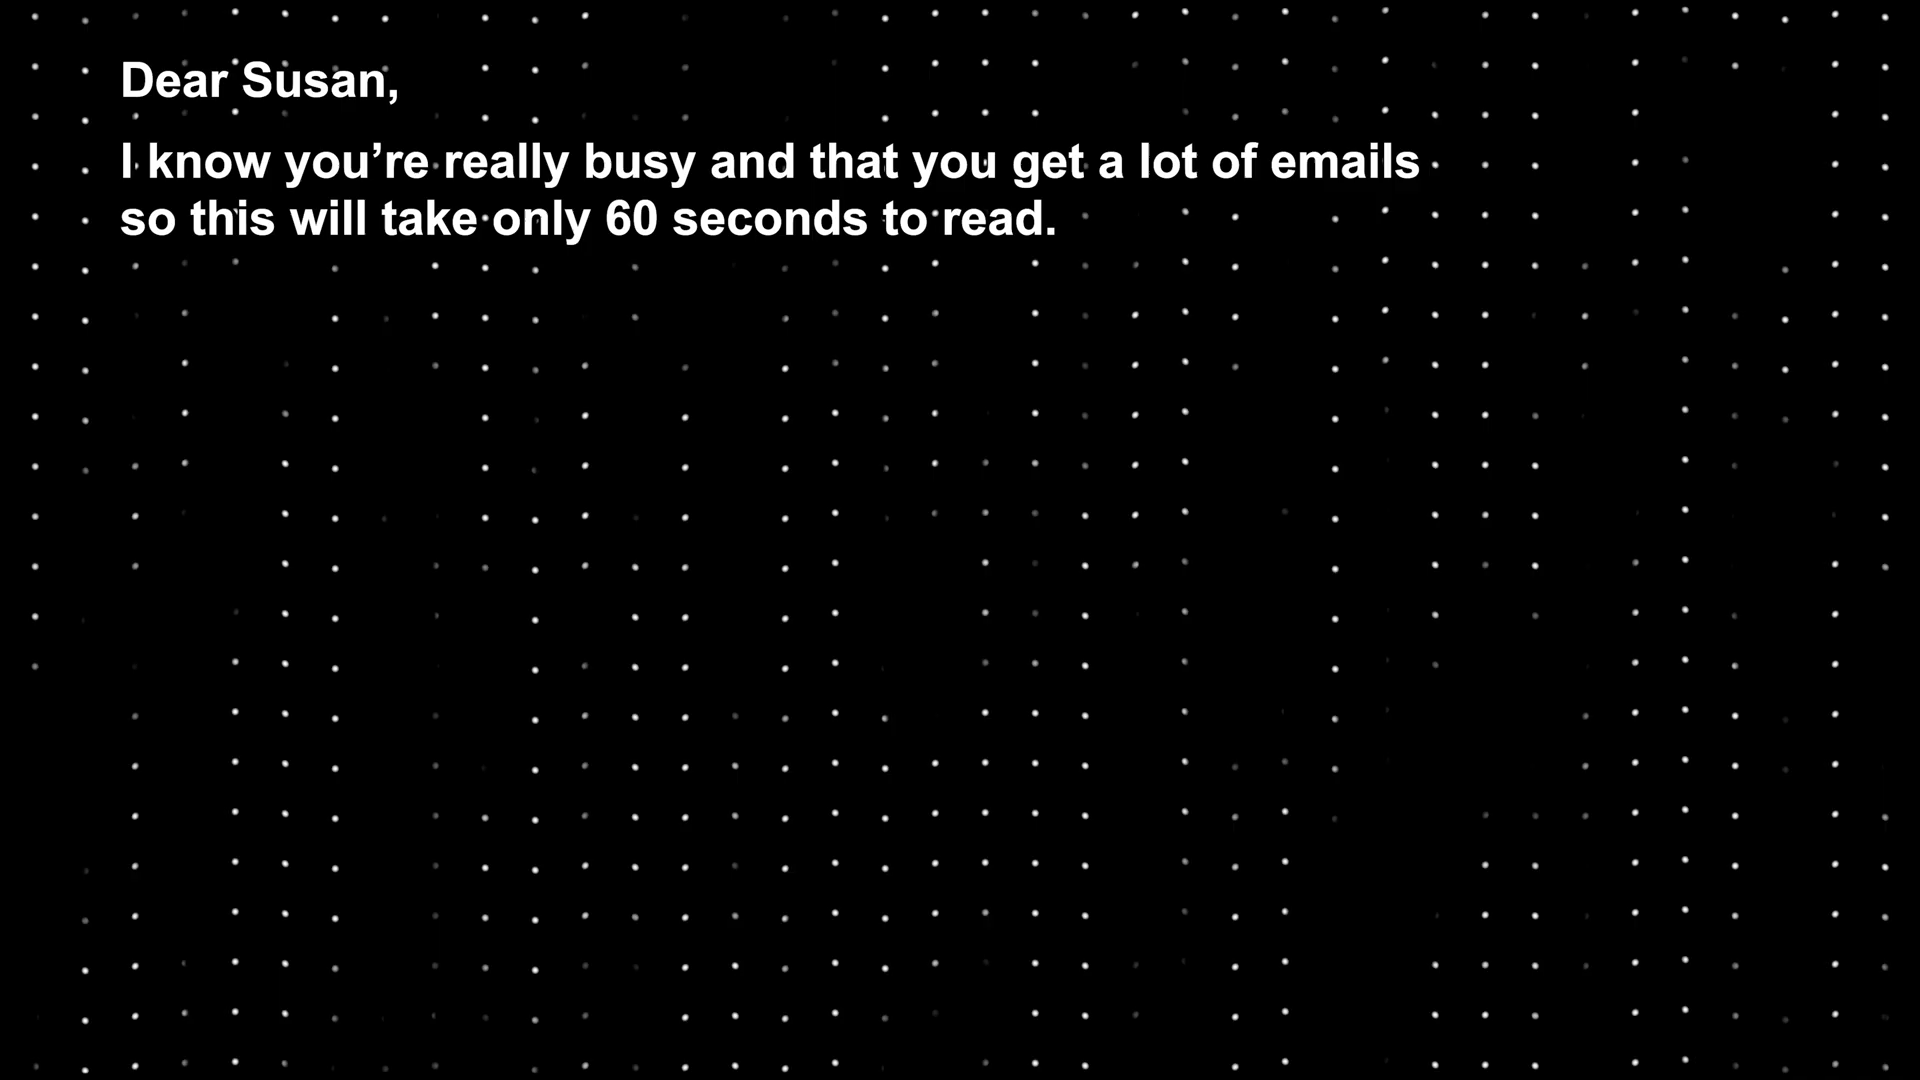 Dear Susan,
I know you’re really busy and that you get a lot of emails
so this will take only 60 seconds to read.